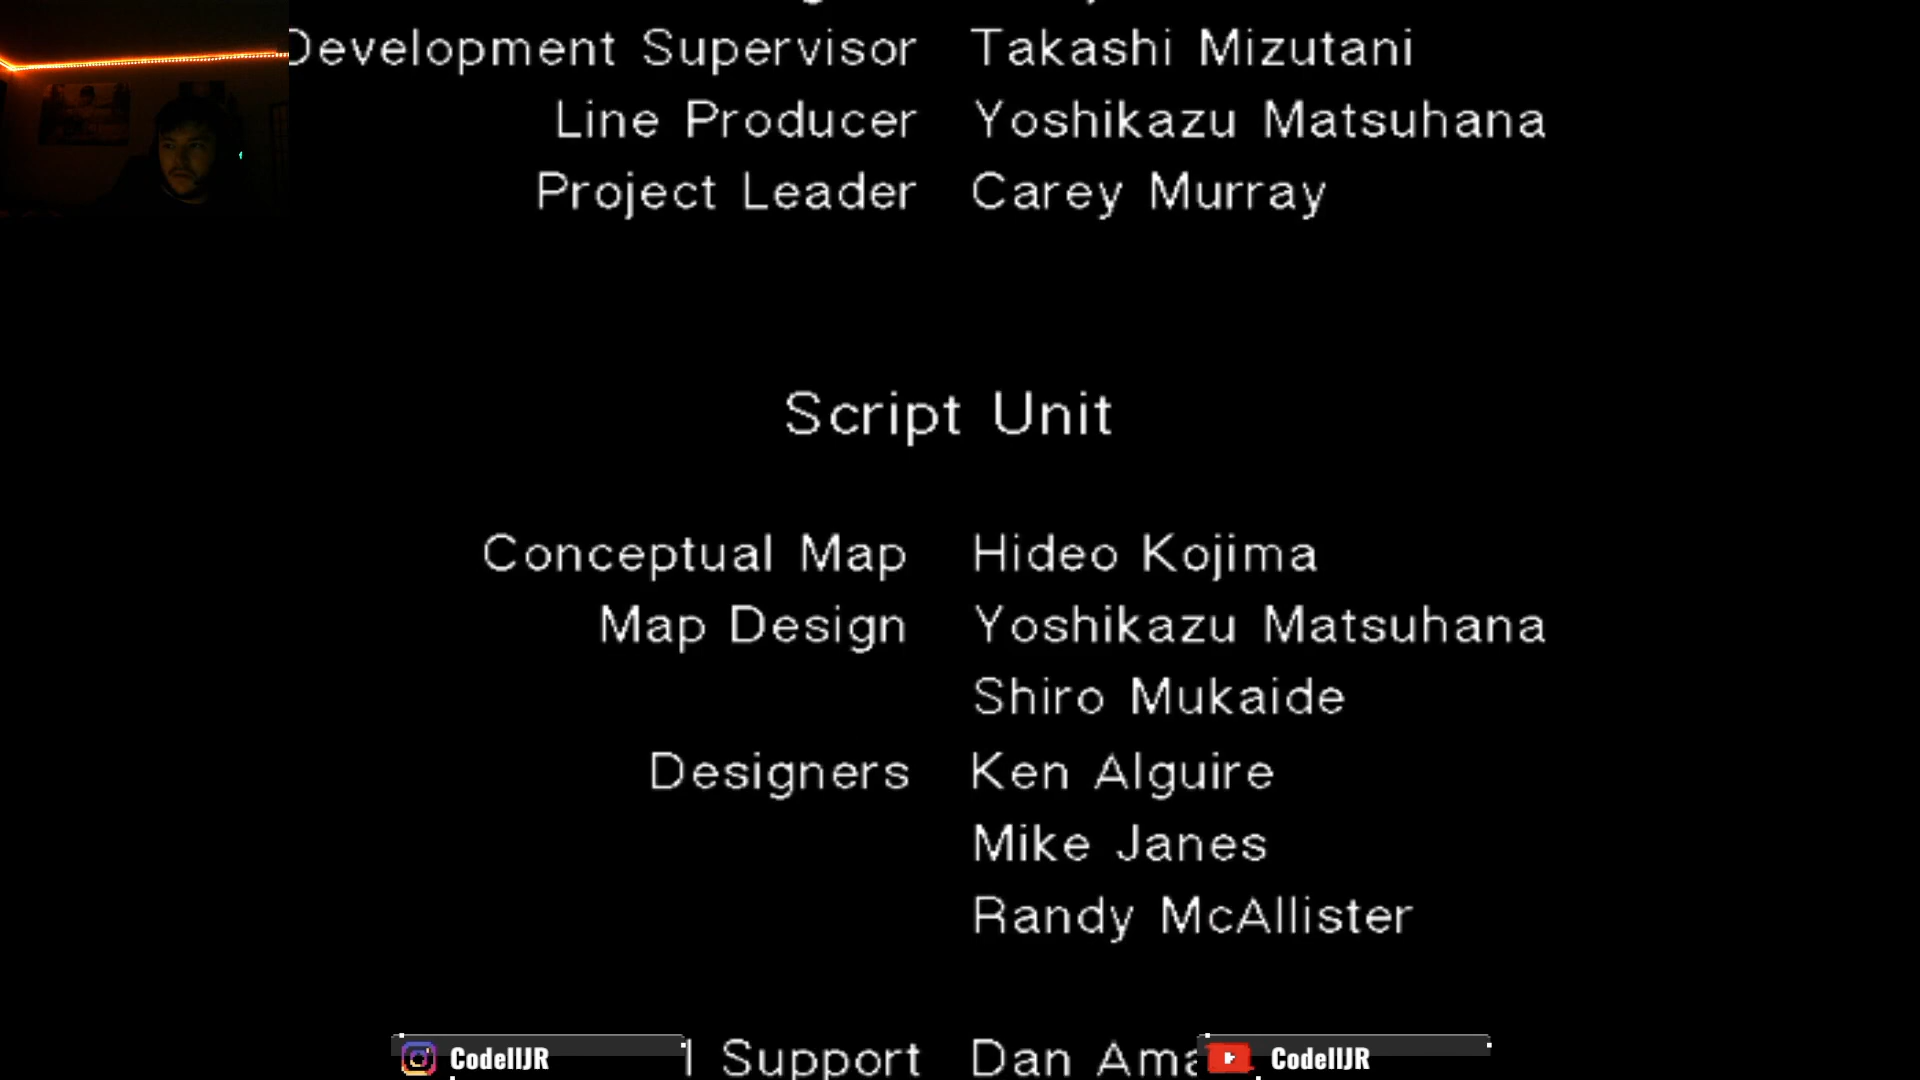 Development Supervisor Takashi Mizutani
Line Producer Yoshikazu Matsuhana
Project Leader Carey Murray
Script Unit
Conceptual Map Hideo Kojima
Map Design Yoshikazu Matsuhana
Shiro Mukaide
Designers Ken Alguire
Mike Janes
Randy McAllister
Support Dan
CodeIIJR
CodeIIJR